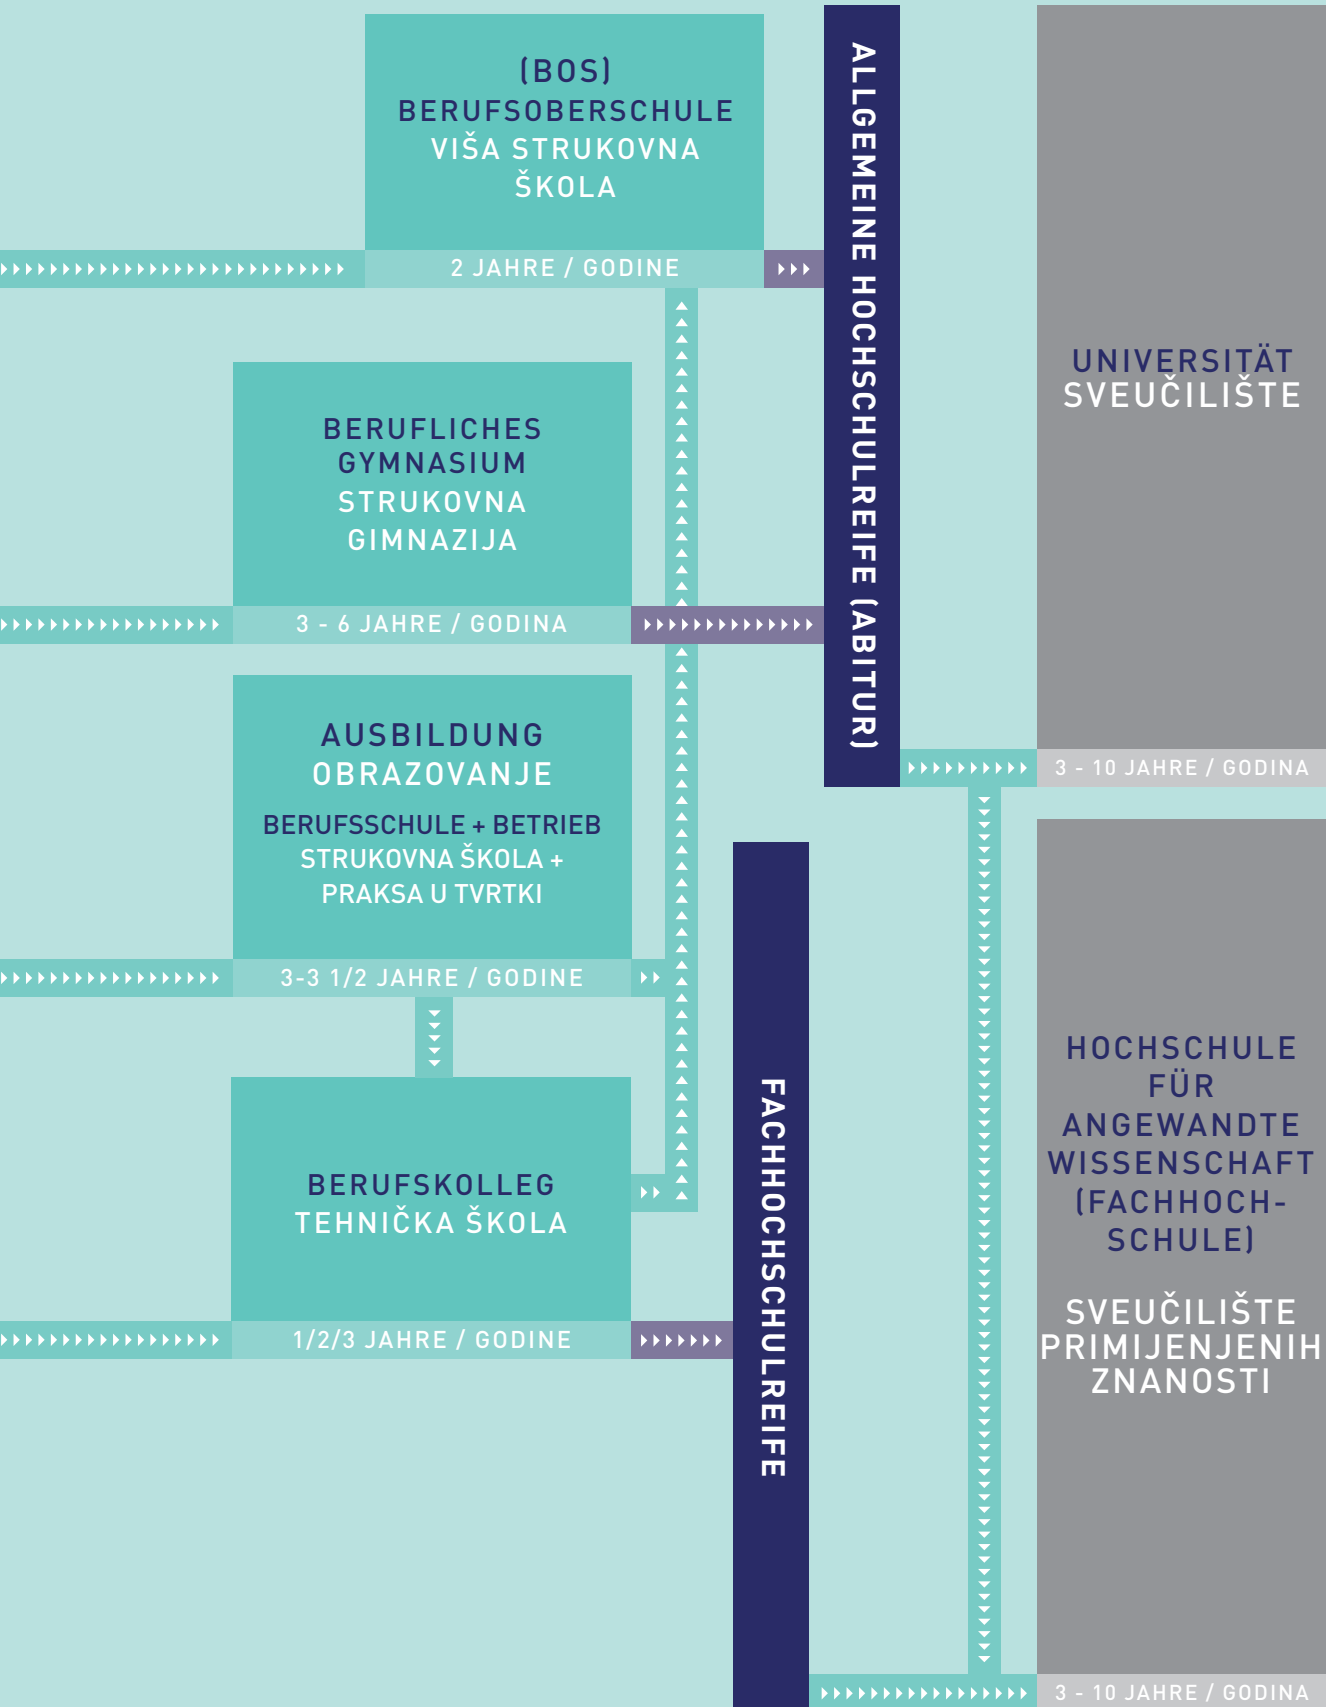 (BOS)
BERUFSOBERSCHULE
VIŠA STRUKOVNA
ŠKOLA
2 JAHRE / GODINE
BERUFLICHES
GYMNASIUM
STRUKOVNA
GIMNAZIJA
3 - 6 JAHRE / GODINA
AUSBILDUNG
OBRAZOVANJE
BERUFSSCHULE + BETRIEB
STRUKOVNA ŠKOLA +
PRAKSA U TVRTKI
3-3 1/2 JAHRE / GODINE
BERUFSKOLLEG
TEHNIČKA ŠKOLA
1/2/3 JAHRE / GODINE
ALLGEMEINE HOCHSCHULREIFE (ABITUR)
FACHHOCHSCHULREIFE
UNIVERSITÄT
SVEUČILIŠTE
3 - 10 JAHRE / GODINA
HOCHSCHULE
FÜR
ANGEWANDTE
WISSENSCHAFT
(FACHHOCH-
SCHULE)
SVEUČILIŠTE
PRIMIJENJENIH
ZNANOSTI
3 - 10 JAHRE / GODINA